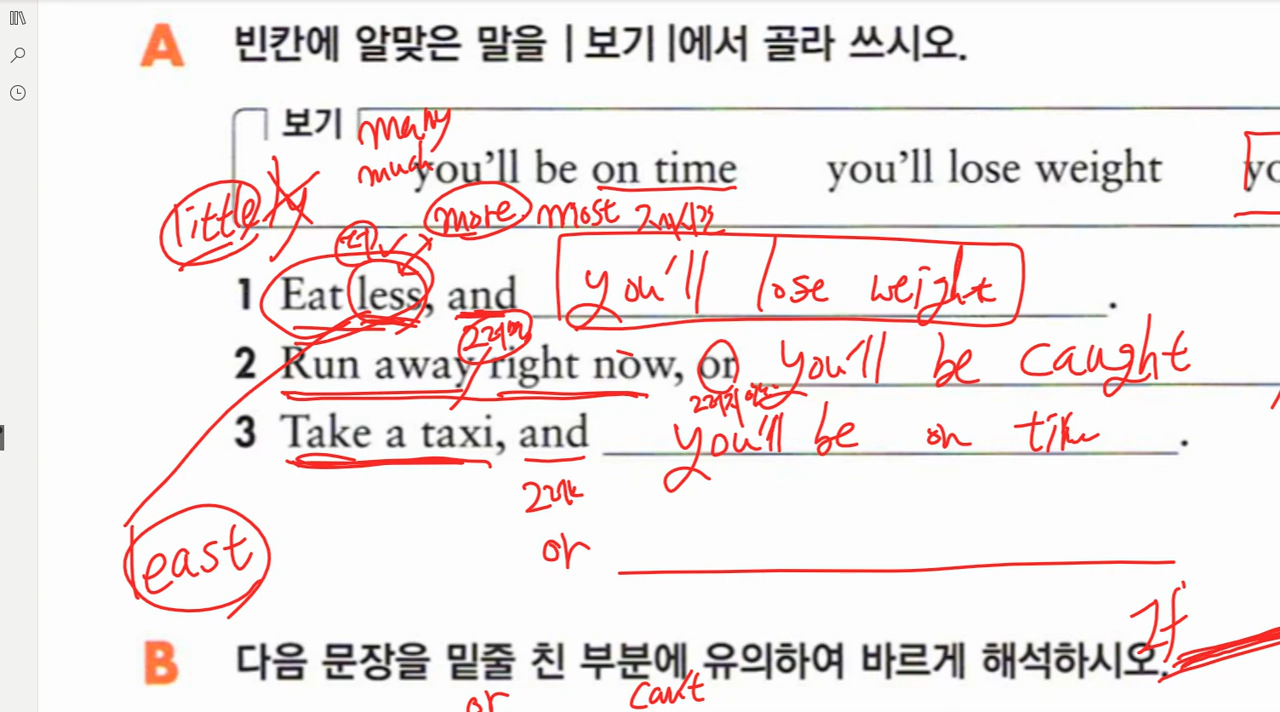 A 빈칸에 알맞은 말을 | 보기 |에서 골라 쓰시오.
보기 many
much you'll be on time you'll lose weight yo
little more most
1 Eat less, and you'll lose weight.
2 Run away right now, or you'll be caught
3 Take a taxi, and you'll be on time.
or
least
If
B 다음 문장을 밑줄 친 부분에 유의하여 바르게 해석하시오.
or can't